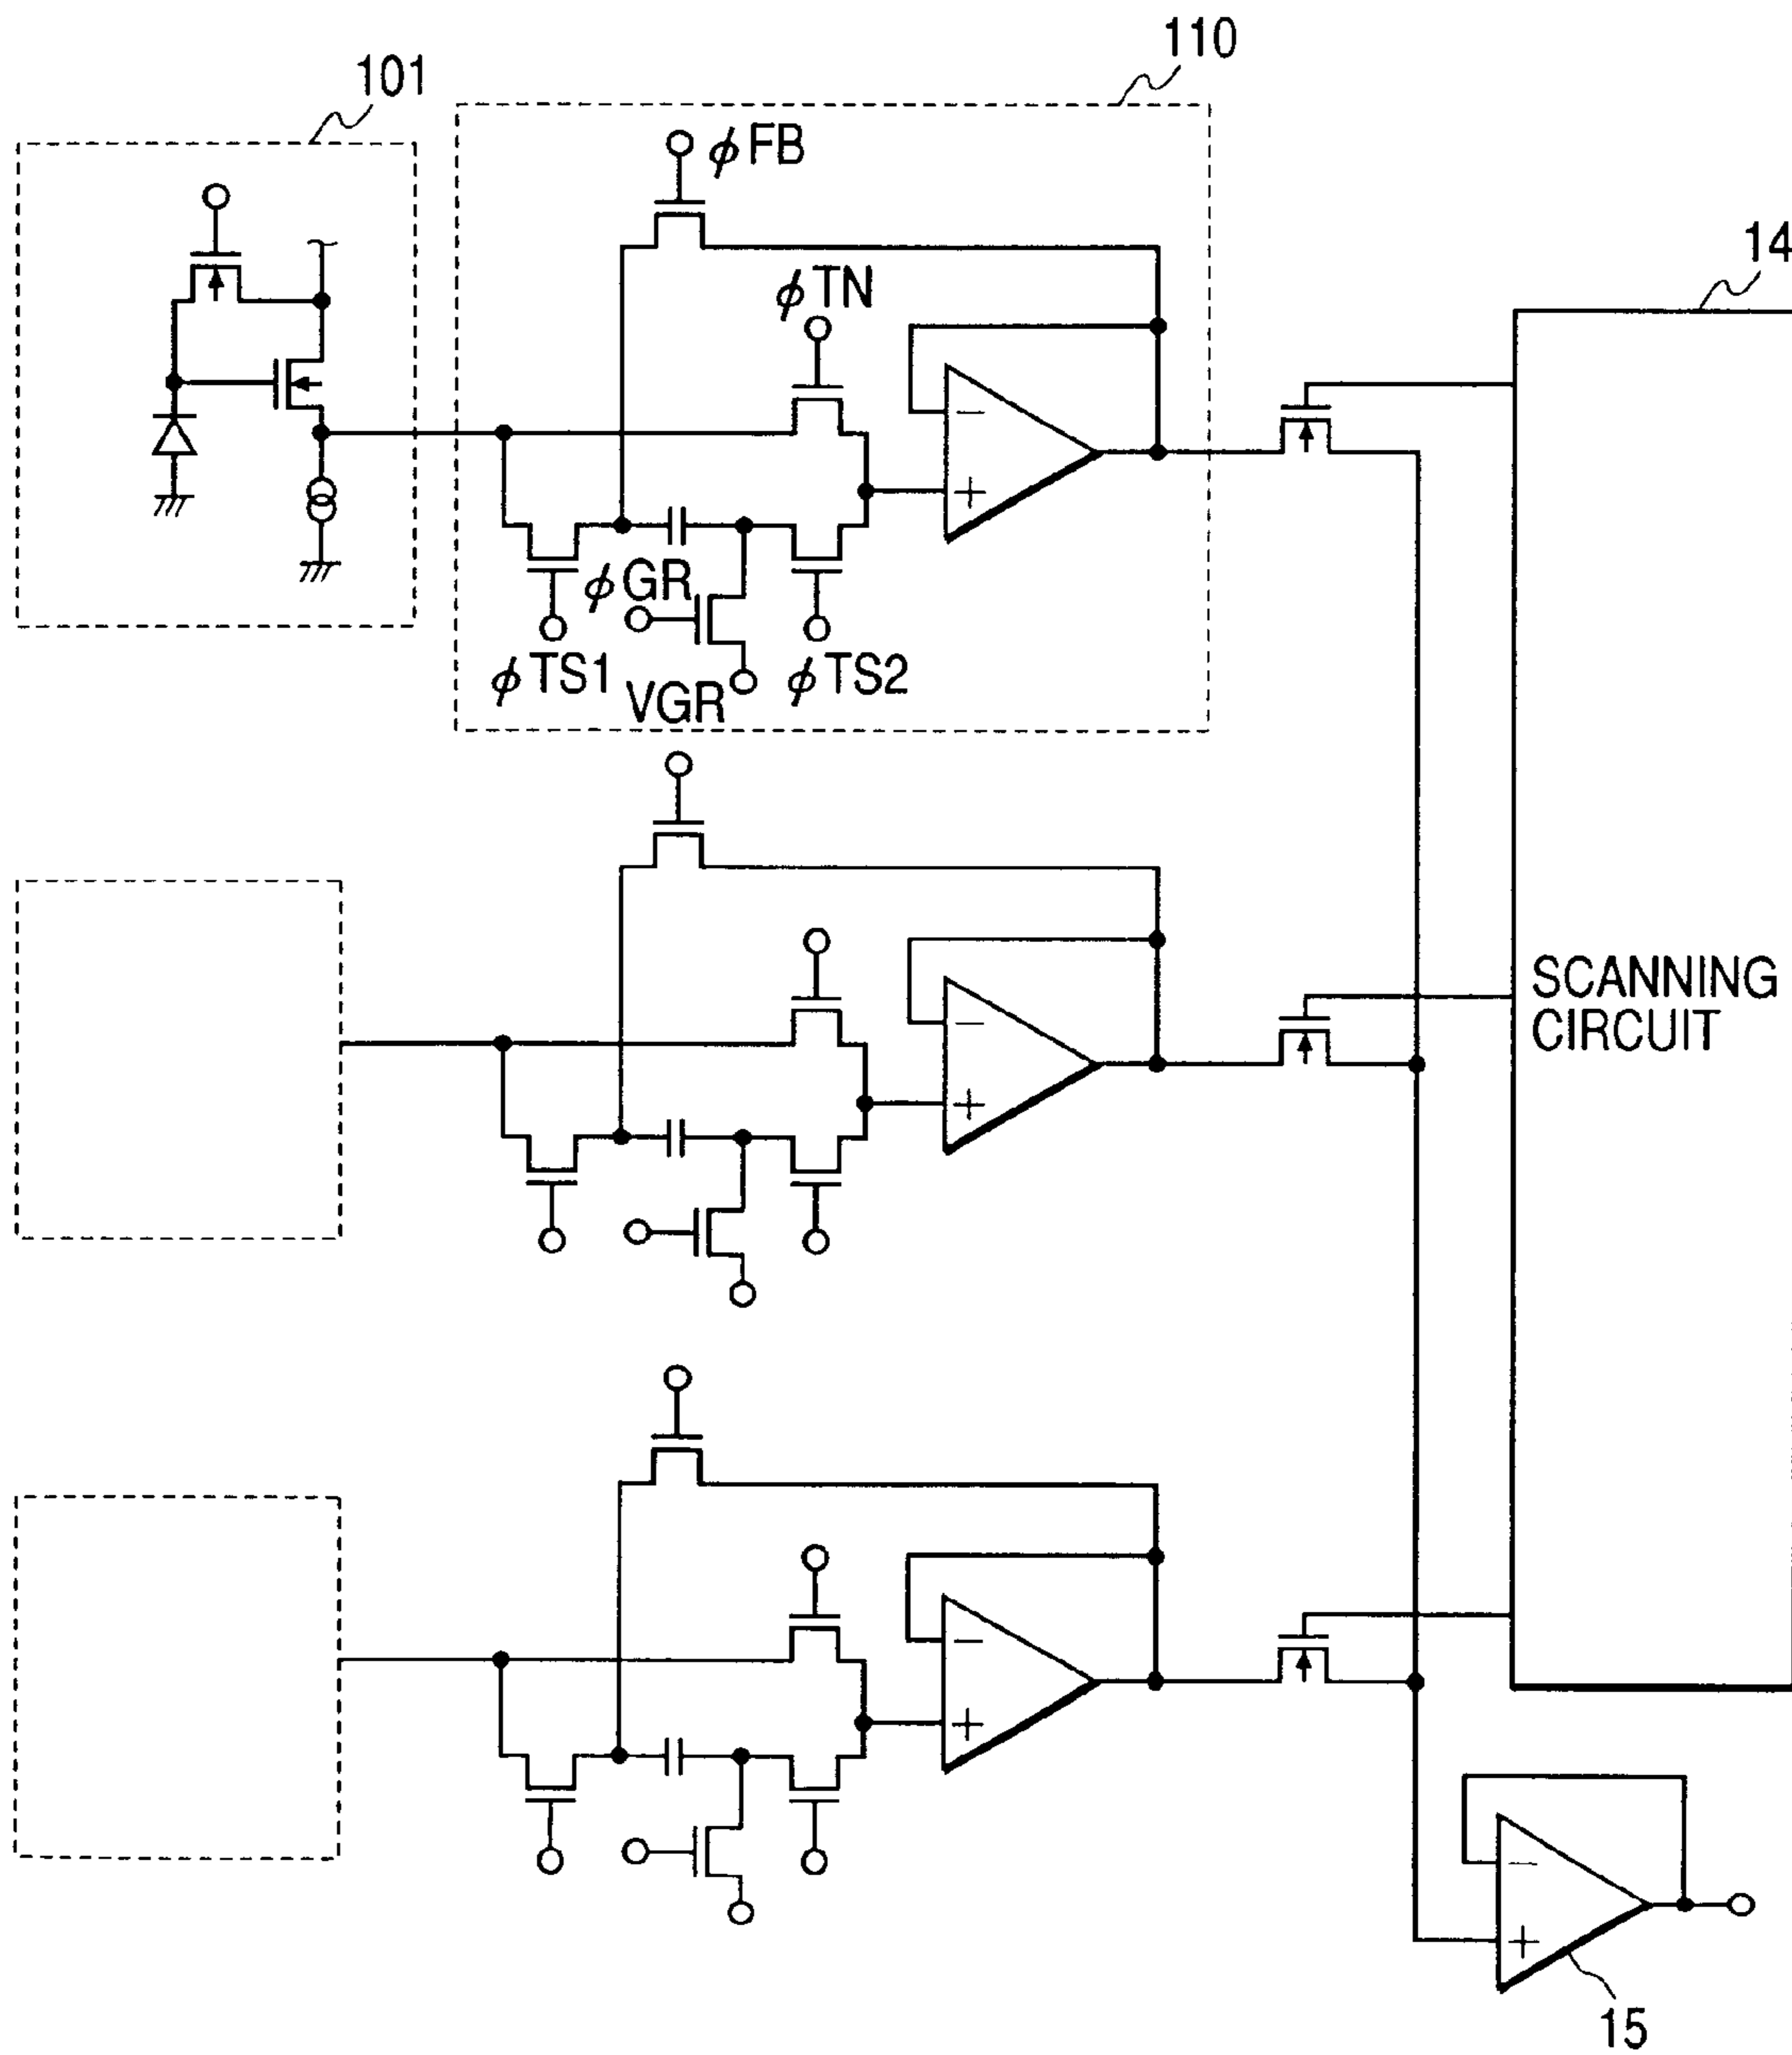 110
101
ϕFB
14
ϕTN
ϕGR
ϕTS1
ϕTS2
VGR
SCANNING
CIRCUIT
15